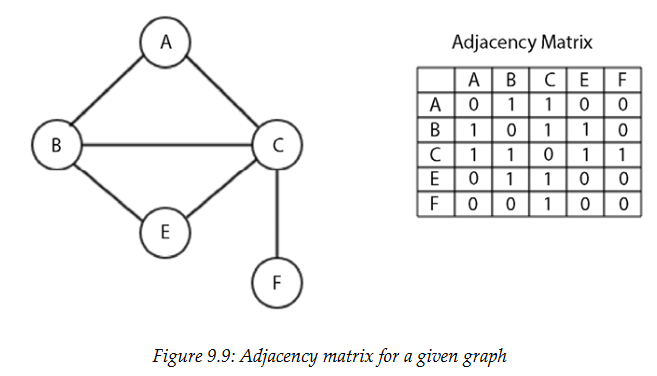 A
B
C
E
F
Adjacency Matrix
A B C E F
A 0 1 1 0 0
B 1 0 1 1 0
C 1 1 0 1 1
E 0 1 1 0 0
F 0 0 1 0 0
Figure 9.9: Adjacency matrix for a given graph